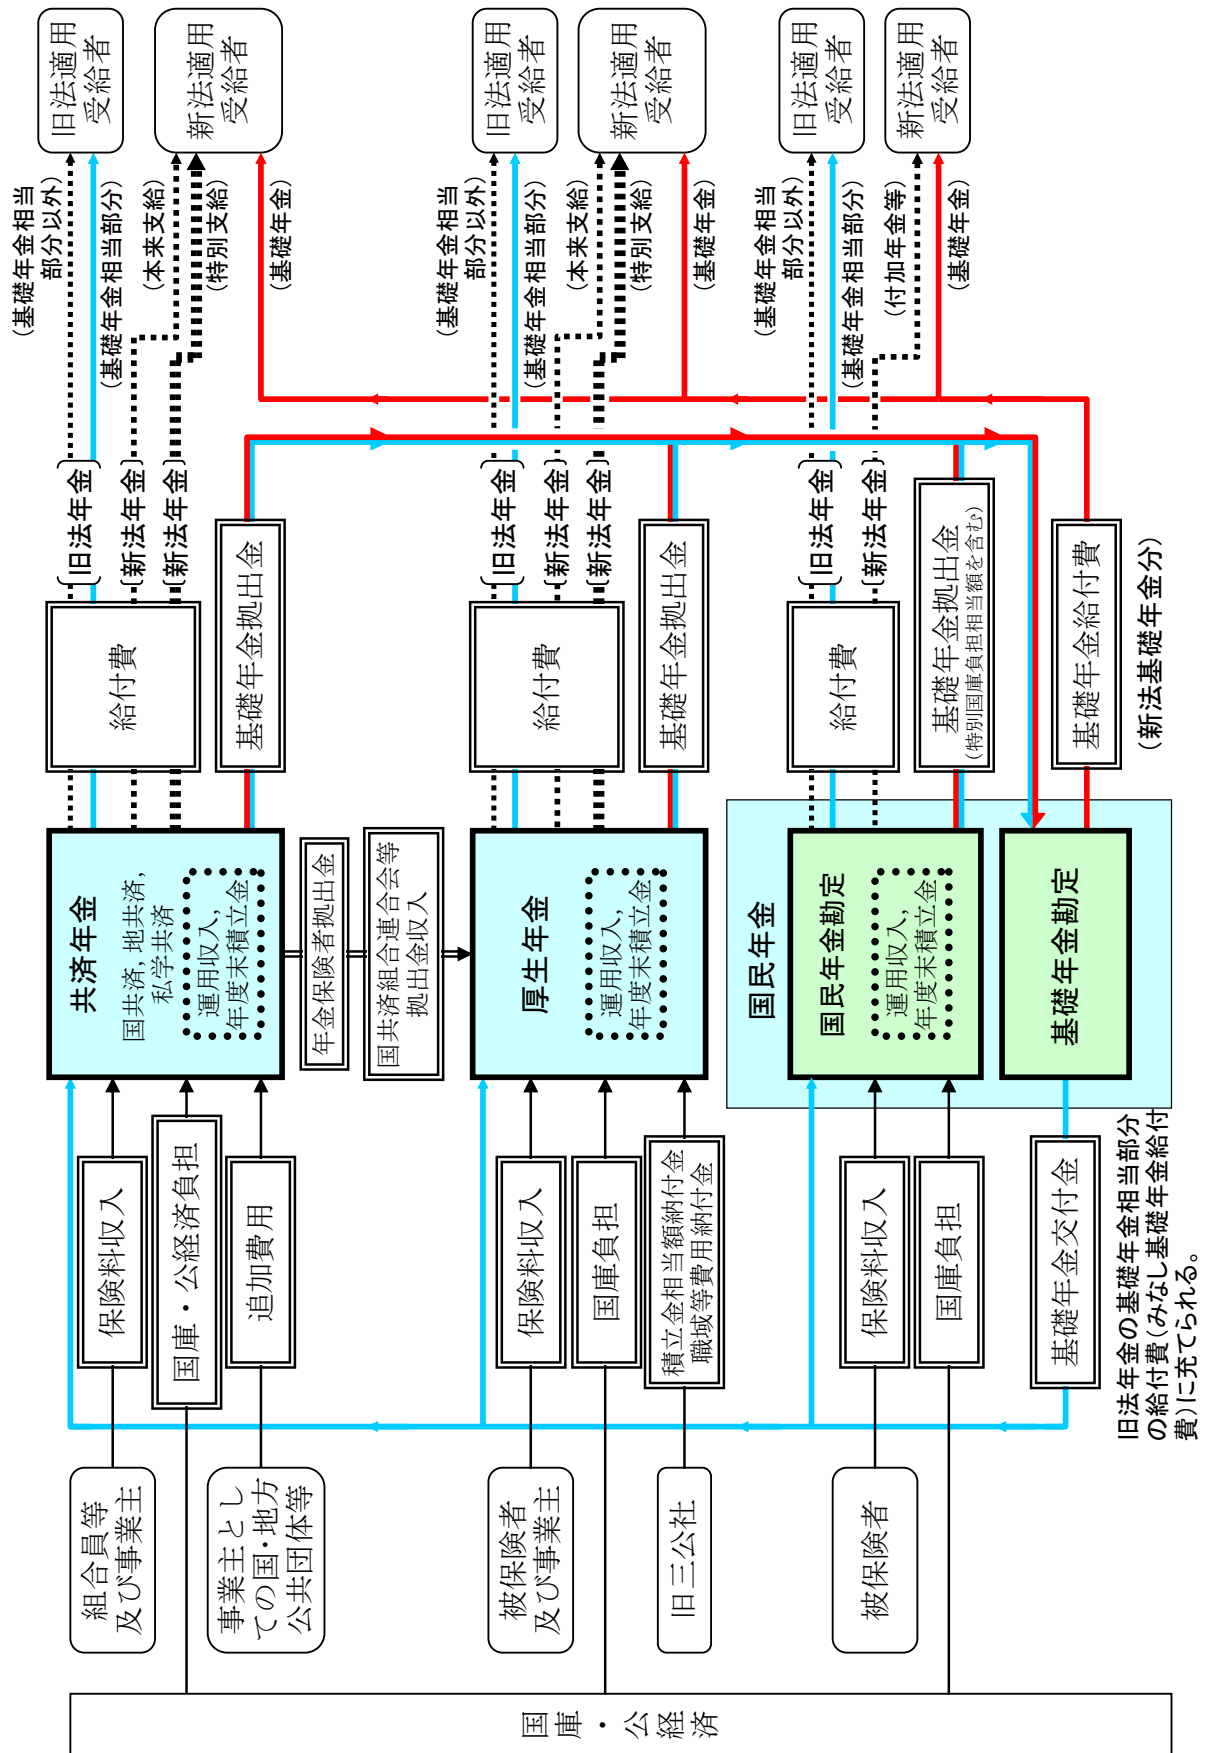 国庫・公経済
組合員等
及び事業主
事業主とし
ての国・地方
公共団体等
被保険者
及び事業主
旧三公社
被保険者
保険料収入
国庫・公経済負担
追加費用
保険料収入
国庫負担
積立金相当額納付金
職域等費用納付金
保険料収入
国庫負担
基礎年金交付金
旧法年金の基礎年金相当部分
の給付費(みなし基礎年金給付
費)に充てられる。
共済年金
国共済,地共済,
私学共済
運用収入,
年度末積立金
年金保険者拠出金
国共済組合連合会等
拠出金収入
厚生年金
運用収入,
年度末積立金
国民年金
国民年金勘定
運用収入,
年度末積立金
基礎年金勘定
給付費
基礎年金拠出金
給付費
基礎年金拠出金
給付費
基礎年金拠出金
(特別国庫負担相当額を含む)
基礎年金給付費
(新法基礎年金分)
(旧法年金)
(新法年金)
(新法年金)
(旧法年金)
(新法年金)
(新法年金)
(旧法年金)
(新法年金)
(基礎年金相当
部分以外)
(基礎年金相当部分)
(本来支給)
(特別支給)
(基礎年金)
(基礎年金相当
部分以外)
(基礎年金相当部分)
(本来支給)
(特別支給)
(基礎年金)
(基礎年金相当
部分以外)
(基礎年金相当部分)
(付加年金等)
(基礎年金)
旧法適用
受給者
新法適用
受給者
旧法適用
受給者
新法適用
受給者
旧法適用
受給者
新法適用
受給者